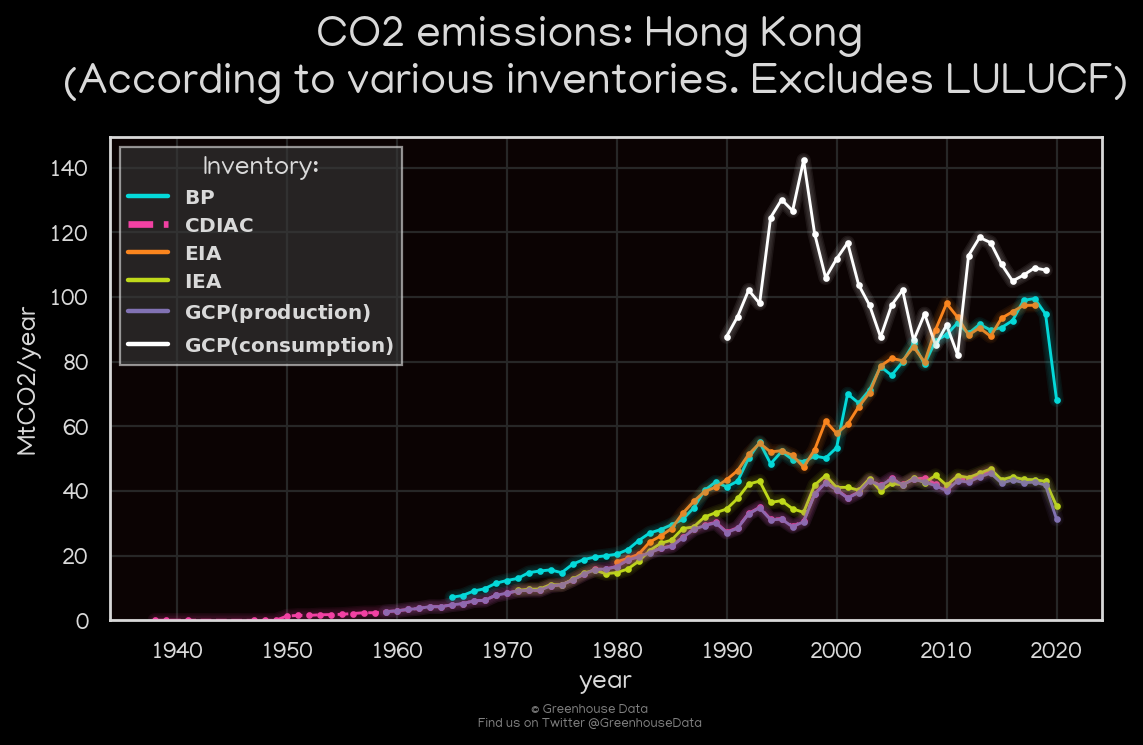 CO2 emissions: Hong Kong
(According to various inventories. Excludes LULUCF)
Inventory:
BP
CDIAC
EIA
IEA
GCP(production)
GCP(consumption)
MtCO2/year
140
120
100
80
60
40
20
0
1940 1950 1960 1970 1980 1990 2000 2010 2020
year
© Greenhouse Data
Find us on Twitter @GreenhouseData